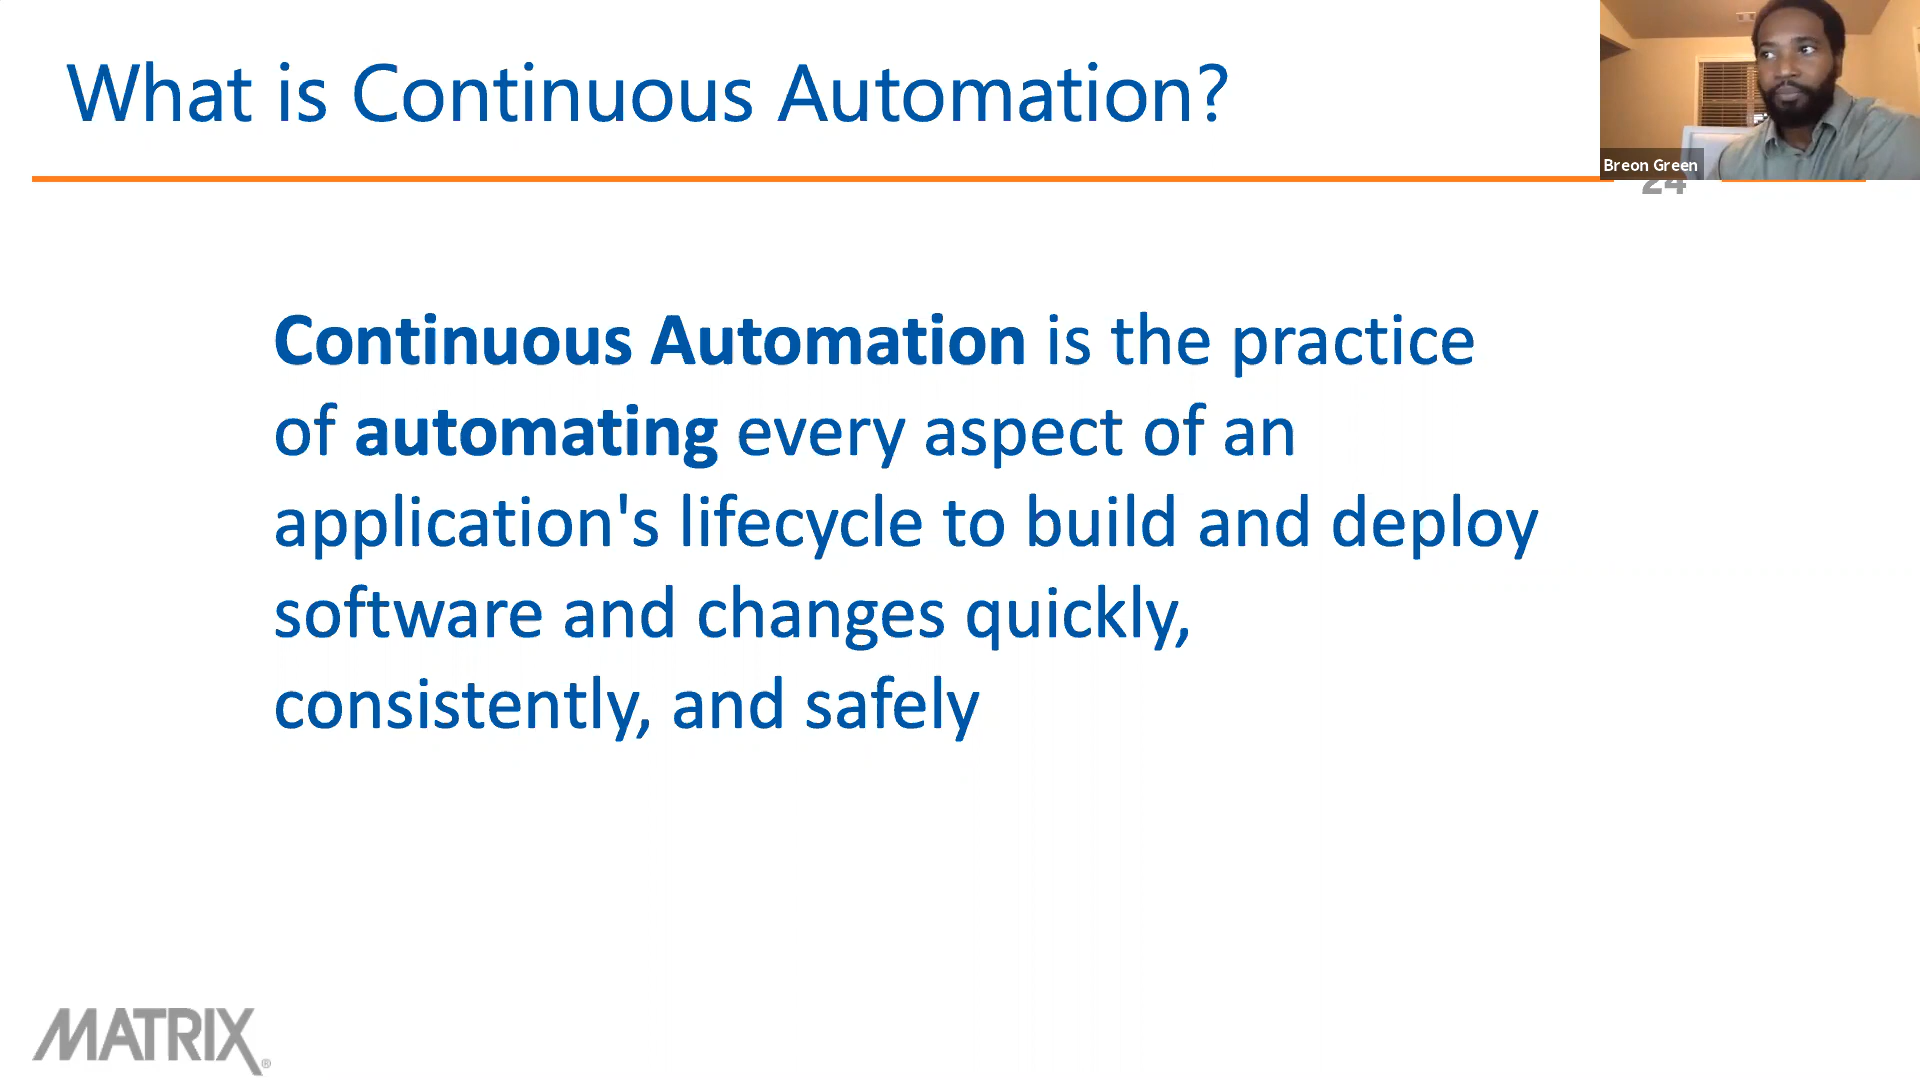 What is Continuous Automation?
Breon Green
24
Continuous Automation is the practice
of automating every aspect of an
application's lifecycle to build and deploy
software and changes quickly,
consistently, and safely
MATRIX®